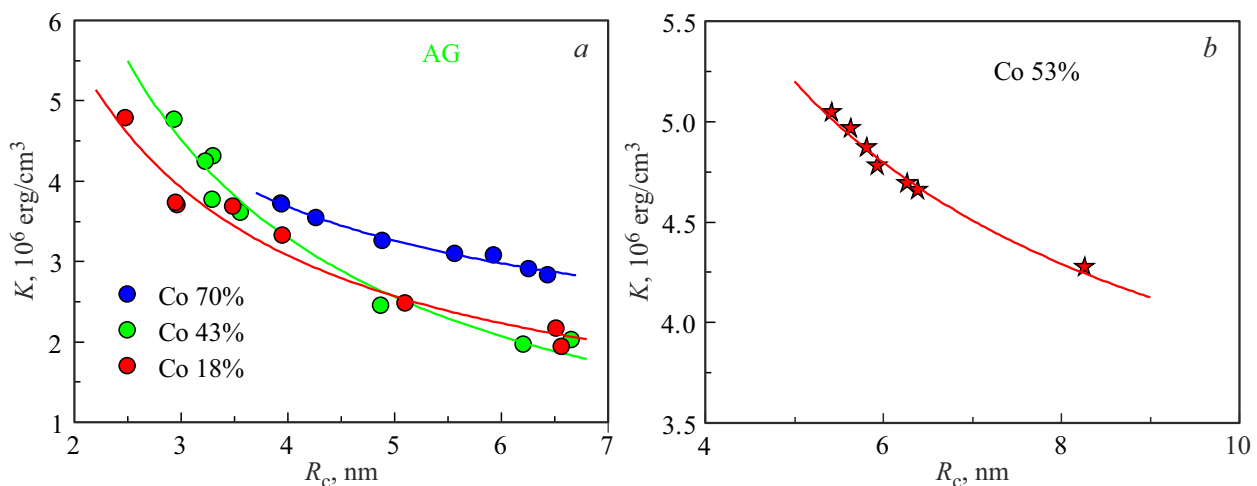 6
5
4
3
2
1
K, 10⁶ erg/cm³
AG
a
Co 70%
Co 43%
Co 18%
2 3 4 5 6 7
R_c, nm
5.5
5.0
4.5
4.0
3.5
K, 10⁶ erg/cm³
b
Co 53%
4 6 8 10
R_c, nm